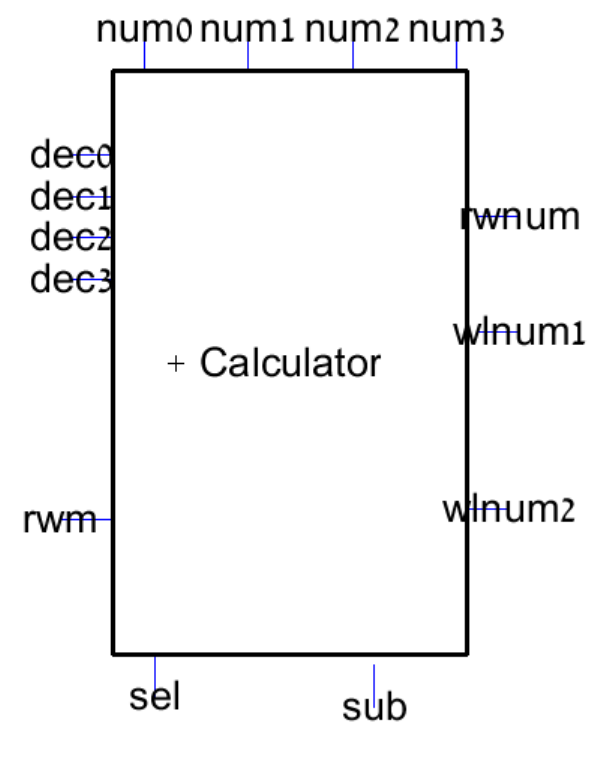 num0 num1 num2 num3
dec0
dec1
dec2
dec3
rwnum
wlnum1
+ Calculator
rwm
wlnum2
sel
sub